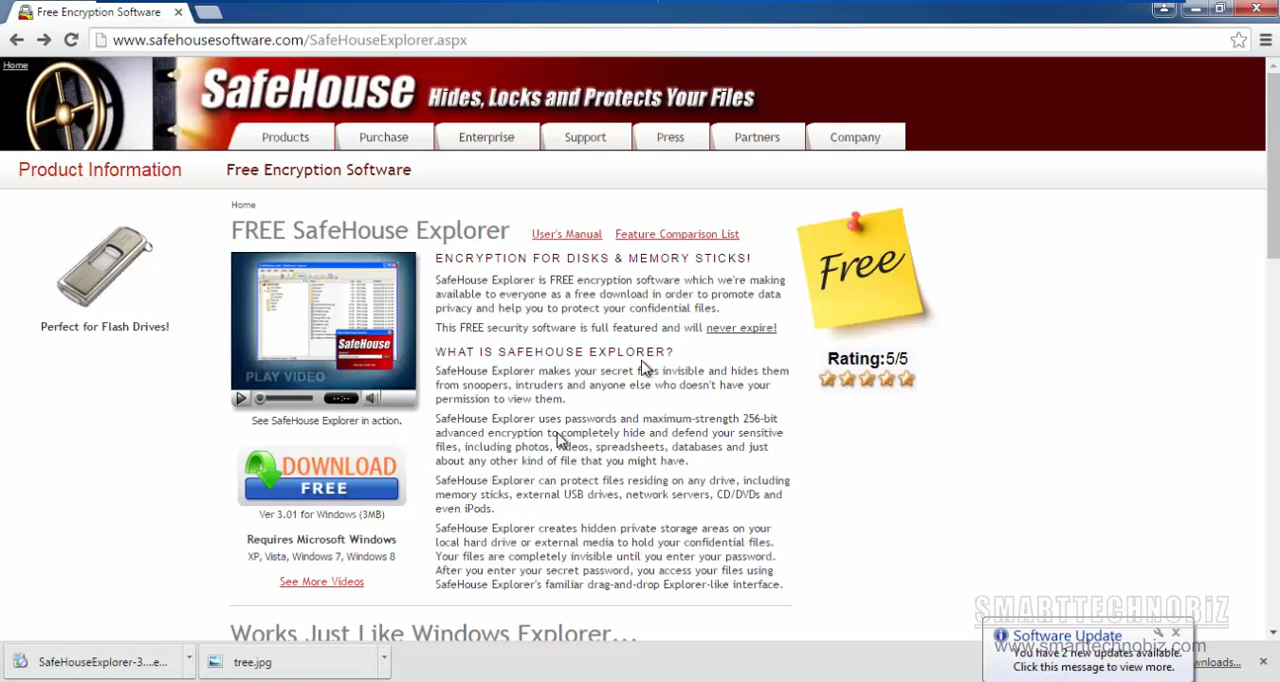 Free Encryption Software
www.safehousesoftware.com/SafeHouseExplorer.aspx
Home
SafeHouse Hides, Locks and Protects Your Files
Products Purchase Enterprise Support Press Partners Company
Product Information
Free Encryption Software
Home
FREE SafeHouse Explorer User's Manual Feature Comparison List
Perfect for Flash Drives!
SafeHouse
PLAY VIDEO
--:--
See SafeHouse Explorer in action.
DOWNLOAD
FREE
Ver 3.01 for Windows (3MB)
Requires Microsoft Windows
XP, Vista, Windows 7, Windows 8
See More Videos
ENCRYPTION FOR DISKS & MEMORY STICKS!
SafeHouse Explorer is FREE encryption software which we're making
available to everyone as a free download in order to promote data
privacy and help you to protect your confidential files.
This FREE security software is full featured and will never expire!
WHAT IS SAFEHOUSE EXPLORER?
SafeHouse Explorer makes your secret files invisible and hides them
from snoopers, intruders and anyone else who doesn't have your
permission to view them.
SafeHouse Explorer uses passwords and maximum-strength 256-bit
advanced encryption to completely hide and defend your sensitive
files, including photos, videos, spreadsheets, databases and just
about any other kind of file that you might have.
SafeHouse Explorer can protect files residing on any drive, including
memory sticks, external USB drives, network servers, CD/DVDs and
even iPods.
SafeHouse Explorer creates hidden private storage areas on your
local hard drive or external media to hold your confidential files.
Your files are completely invisible until you enter your password.
After you enter your secret password, you access your files using
SafeHouse Explorer's familiar drag-and-drop Explorer-like interface.
Free
Rating:5/5
Works Just Like Windows Explorer...
SMARTTECHNOBIZ
www.smarttechnobiz.com
Software Update
You have 2 new updates available.
Click this message to view more.
SafeHouseExplorer-3....e...
tree.jpg
wnloads...